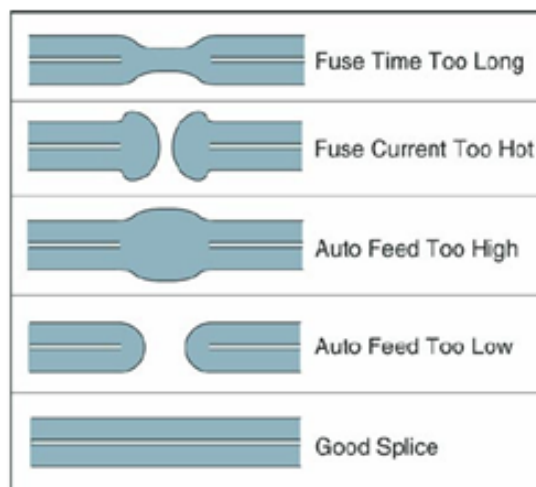 Fuse Time Too Long
Fuse Current Too Hot
Auto Feed Too High
Auto Feed Too Low
Good Splice